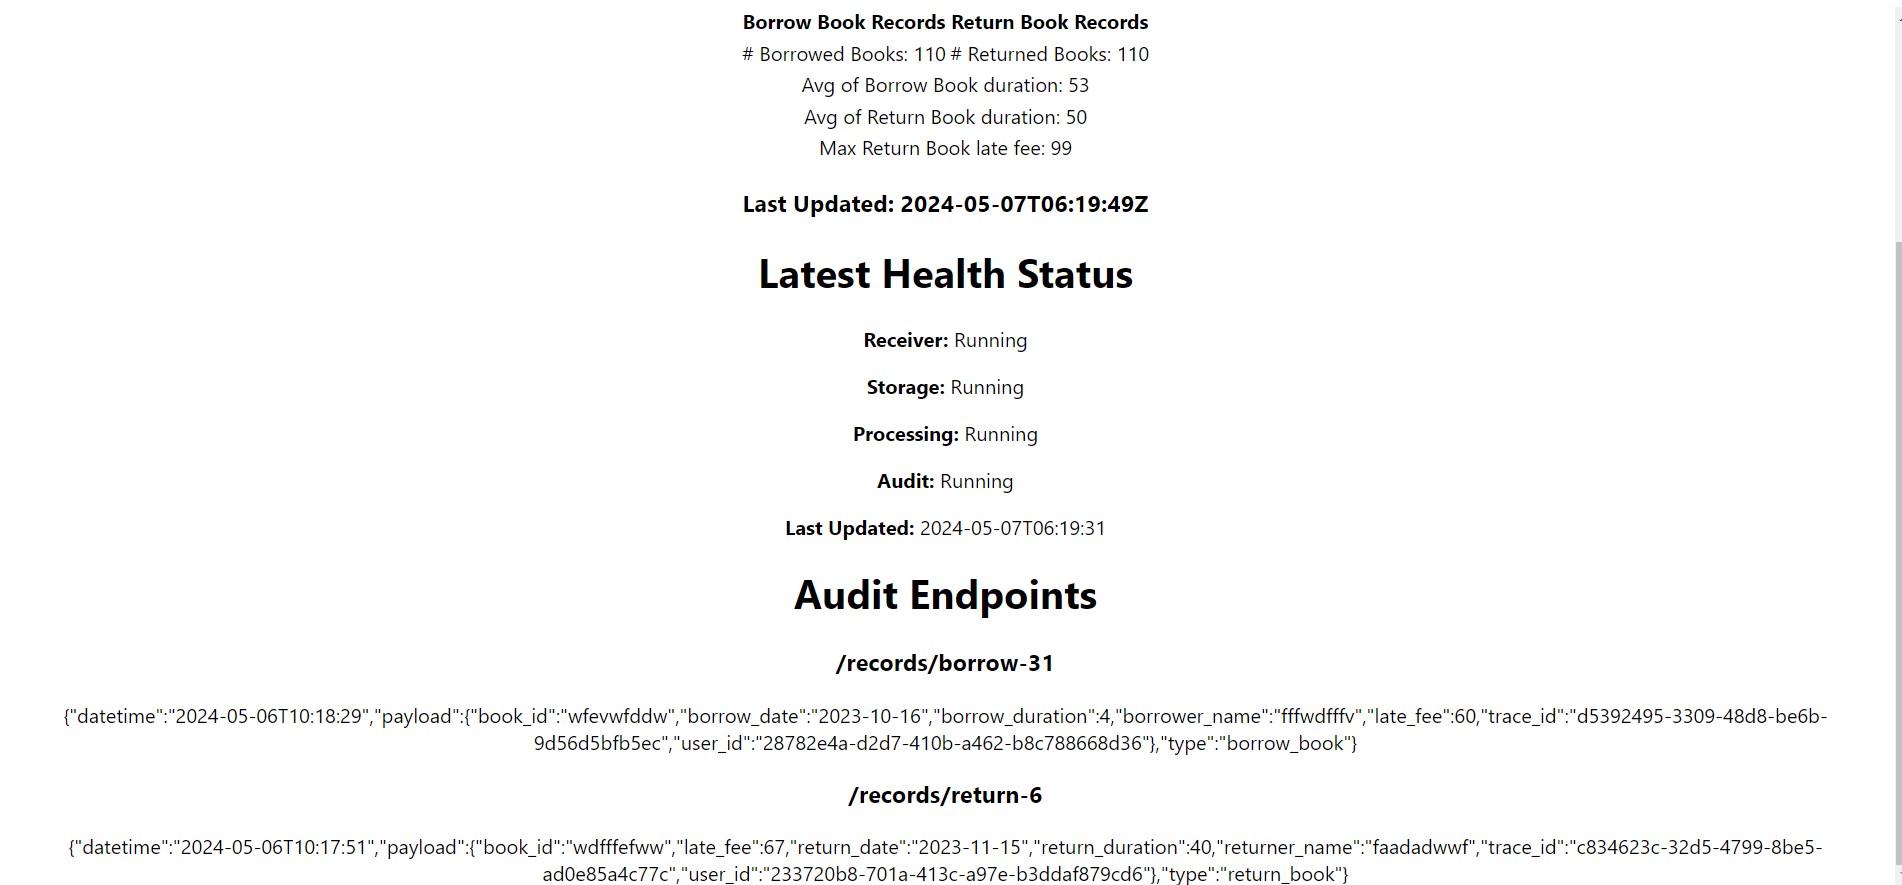 Borrow Book Records Return Book Records
# Borrowed Books: 110 # Returned Books: 110
Avg of Borrow Book duration: 53
Avg of Return Book duration: 50
Max Return Book late fee: 99
Last Updated: 2024-05-07T06:19:49Z
Latest Health Status
Receiver: Running
Storage: Running
Processing: Running
Audit: Running
Last Updated: 2024-05-07T06:19:31
Audit Endpoints
/records/borrow-31
{"datetime":"2024-05-06T10:18:29","payload":{"book_id":"wfevwfddw","borrow_date":"2023-10-16","borrow_duration":4,"borrower_name":"fffwdfffv","late_fee":60,"trace_id":"d5392495-3309-48d8-be6b-
9d56d5bfb5ec","user_id":"28782e4a-d2d7-410b-a462-b8c788668d36"},"type":"borrow_book"}
/records/return-6
{"datetime":"2024-05-06T10:17:51","payload":{"book_id":"wdfffefww","late_fee":67,"return_date":"2023-11-15","return_duration":40,"returner_name":"faadadwwf","trace_id":"c834623c-32d5-4799-8be5-
ad0e85a4c77c","user_id":"233720b8-701a-413c-a97e-b3ddaf879cd6"},"type":"return_book"}